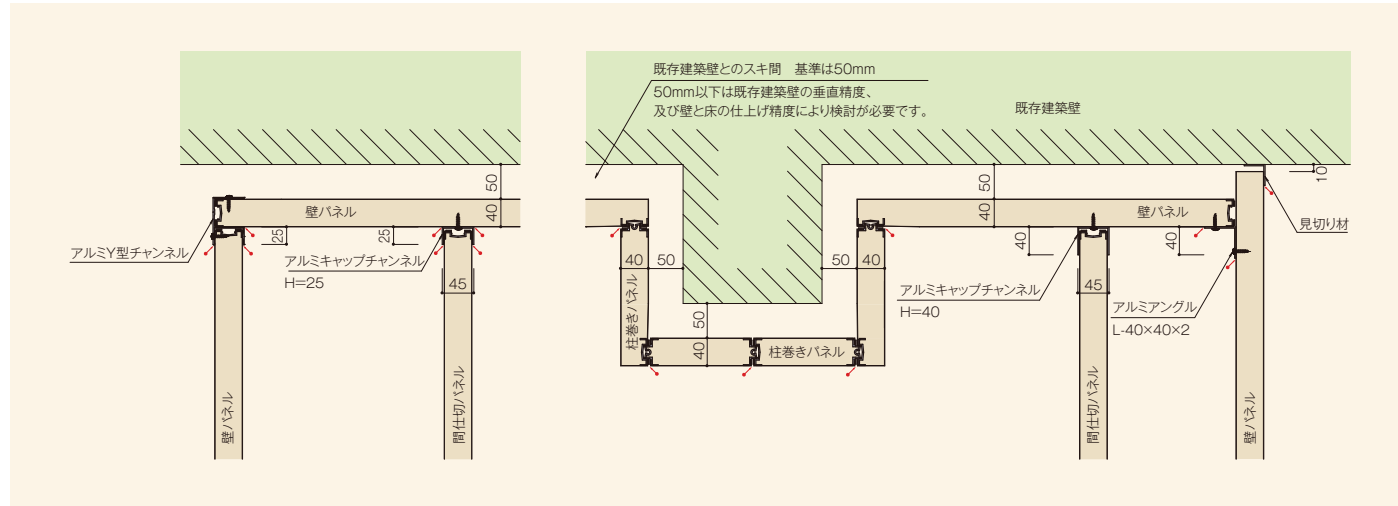 既存建築壁とのスキ間　基準は50mm
50mm以下は既存建築壁の垂直精度、
及び壁と床の仕上げ精度により検討が必要です。
既存建築壁
50
40
壁パネル
25
25
アルミY型チャンネル
アルミキャップチャンネル
H=25
45
壁パネル
間仕切パネル
40
50
柱巻きパネル
50
40
柱巻きパネル
50
40
50
40
壁パネル
10
見切り材
40
40
アルミキャップチャンネル
H=40
45
アルミアングル
L-40×40×2
間仕切パネル
壁パネル